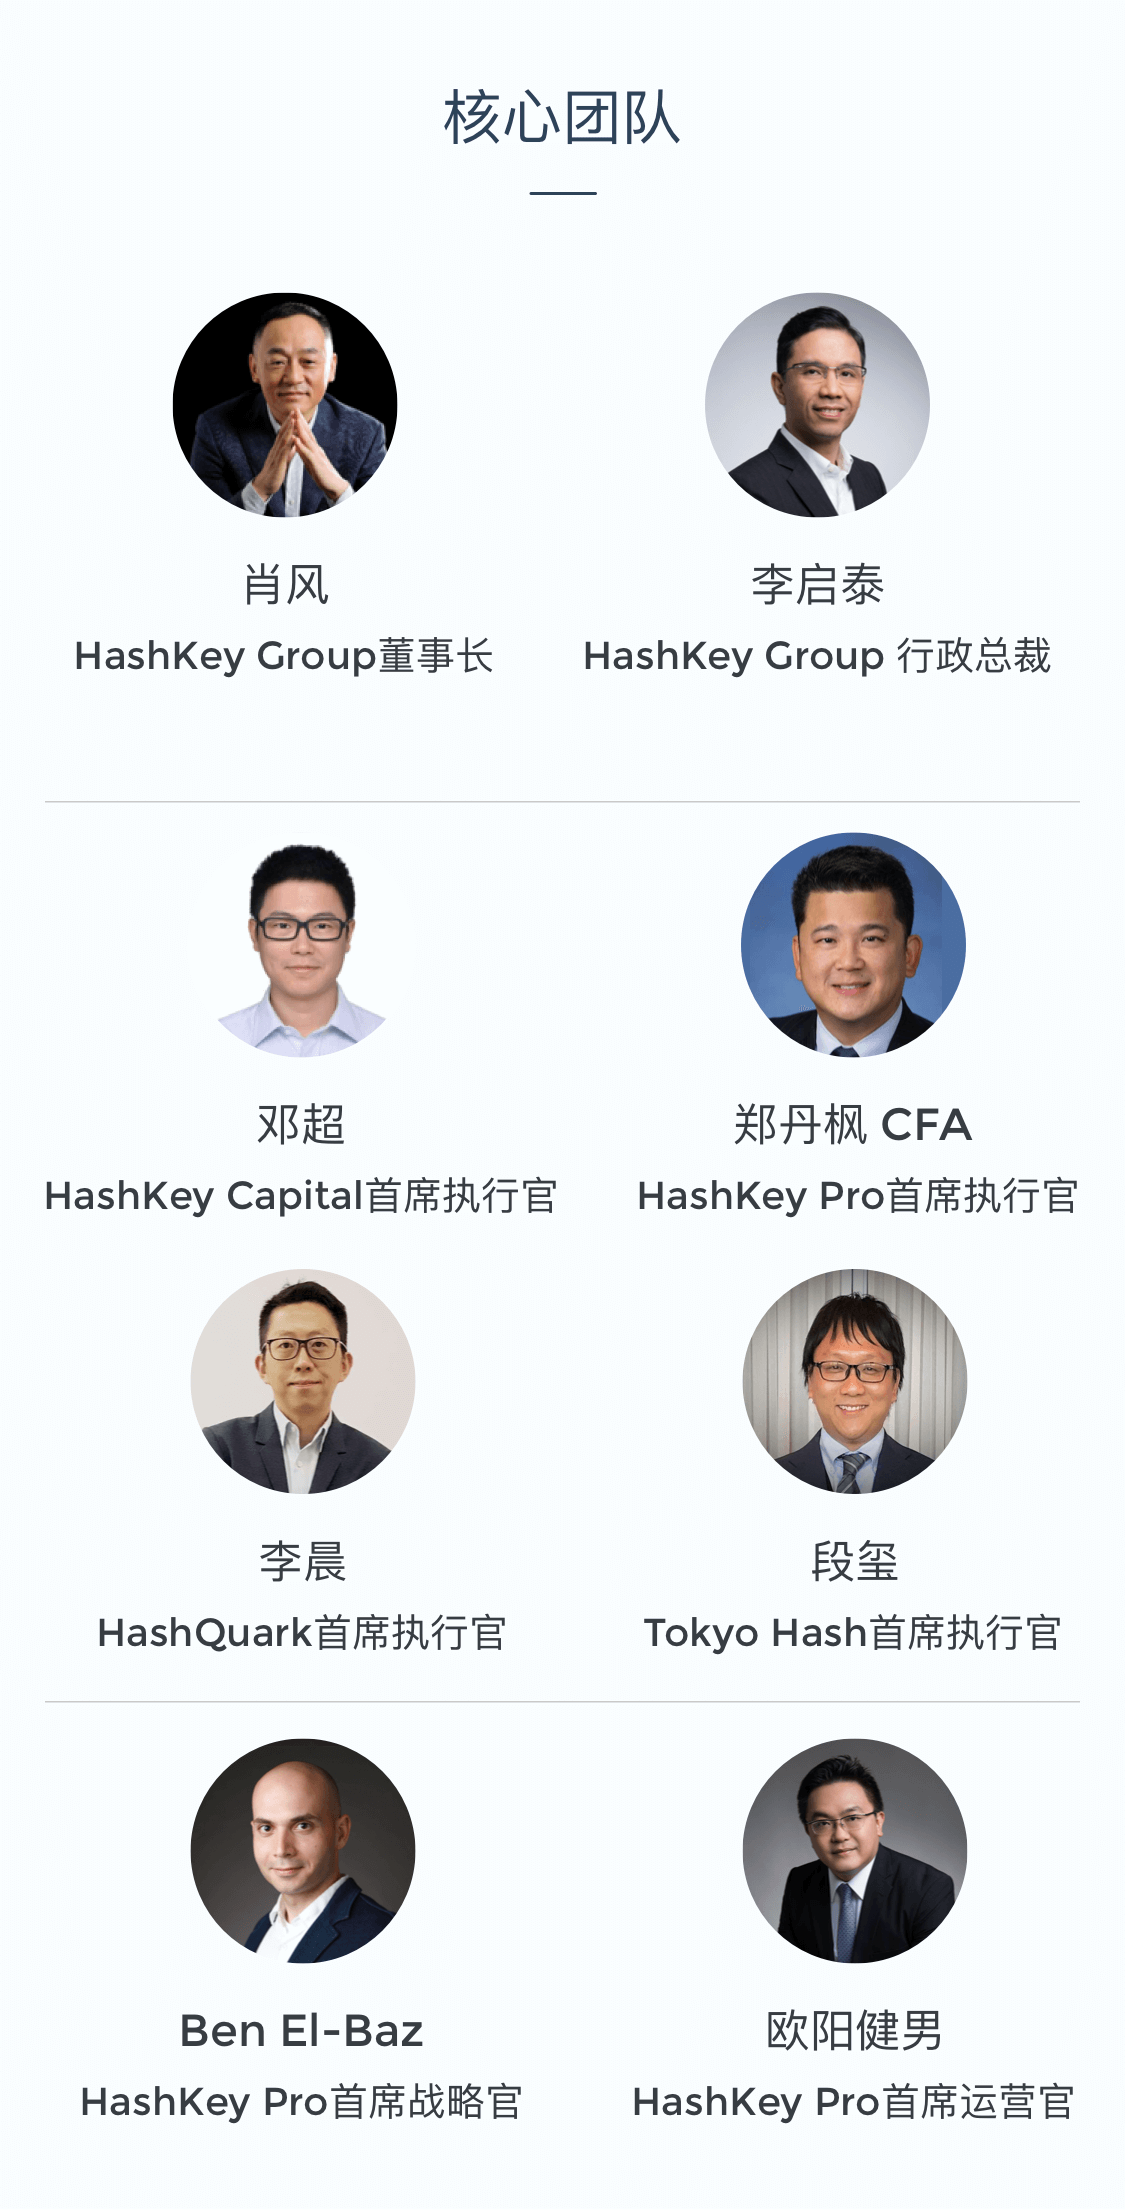 核心团队
肖风
HashKey Group董事长
李启泰
HashKey Group 行政总裁
邓超
HashKey Capital首席执行官
郑丹枫 CFA
HashKey Pro首席执行官
李晨
HashQuark首席执行官
段玺
Tokyo Hash首席执行官
Ben El-Baz
HashKey Pro首席战略官
欧阳健男
HashKey Pro首席运营官